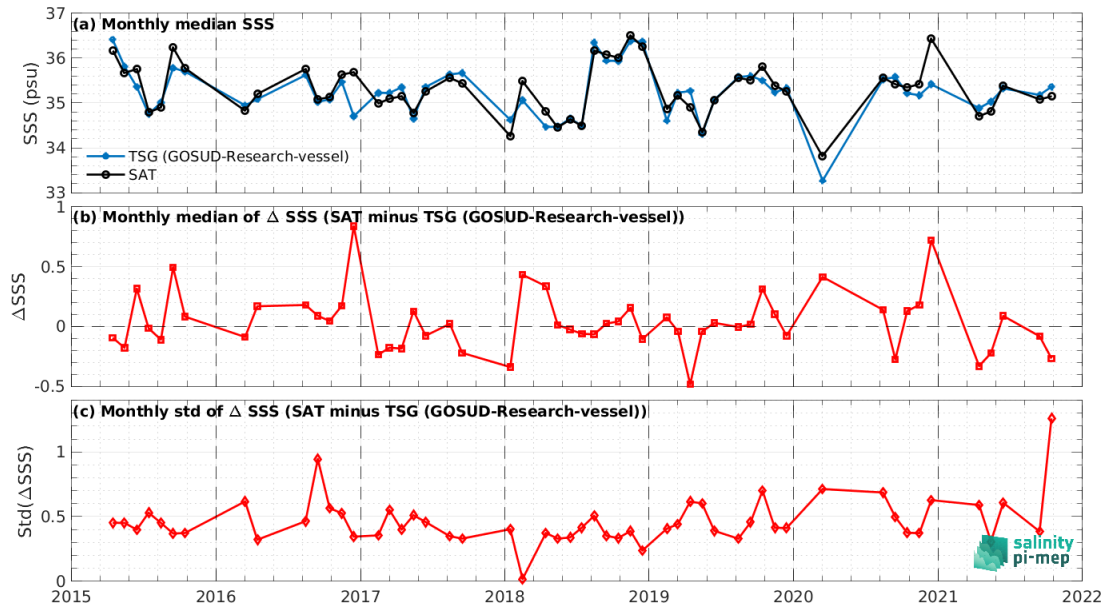 (a) Monthly median SSS
37
36
35
34
33
SSS (psu)
TSG (GOSUD-Research-vessel)
SAT
(b) Monthly median of Δ SSS (SAT minus TSG (GOSUD-Research-vessel))
1
0.5
0
-0.5
ΔSSS
(c) Monthly std of Δ SSS (SAT minus TSG (GOSUD-Research-vessel))
1
0.5
0
Std(ΔSSS)
salinity
pi-mep
2015 2016 2017 2018 2019 2020 2021 2022